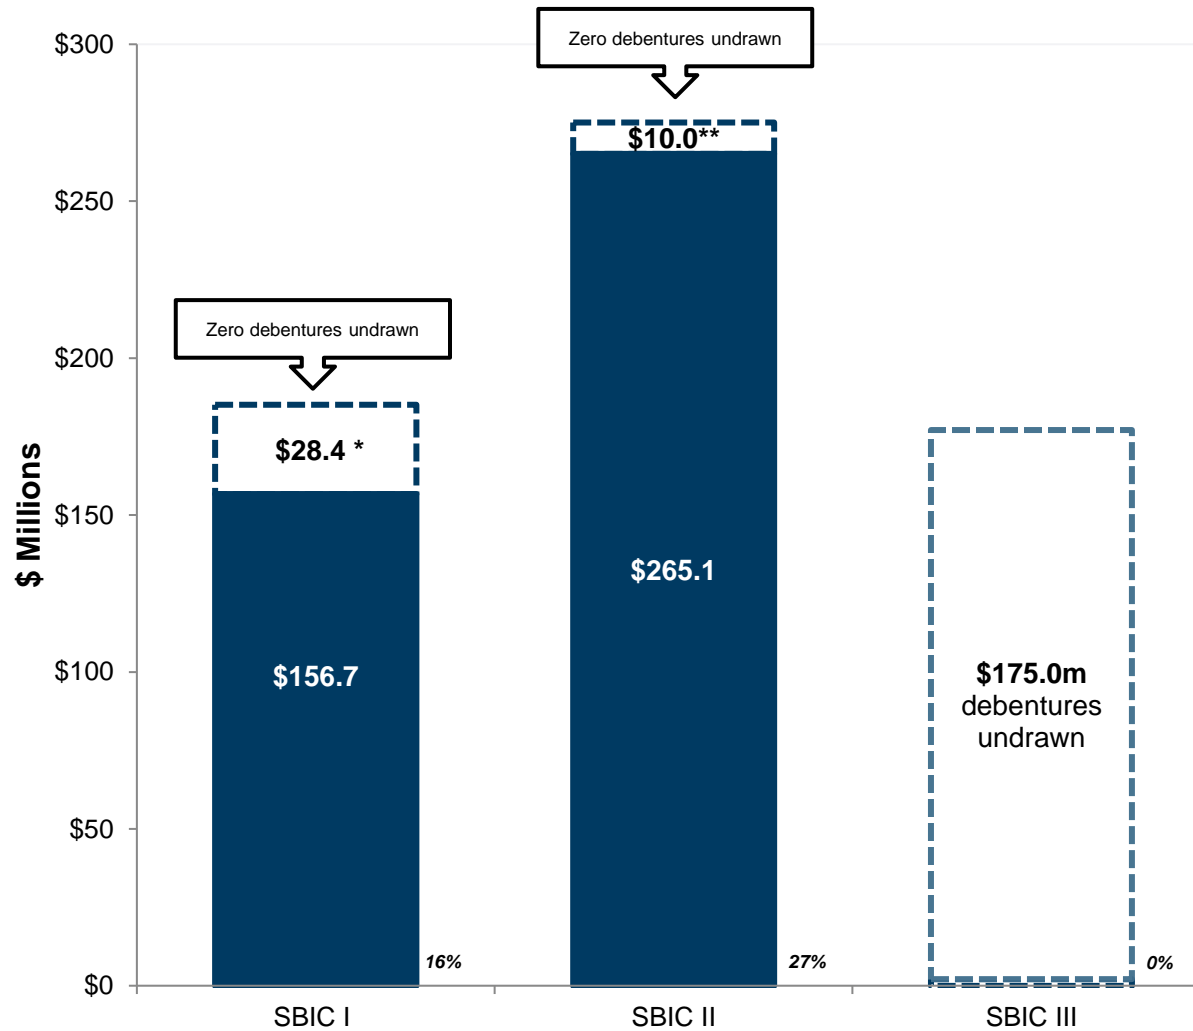 Zero debentures undrawn
$300
$10.0**
$250
Zero debentures undrawn
$200
$28.4 *
$ Millions
$150
$265.1
$156.7
$100
$175.0m
debentures
undrawn
$50
16%
27%
0%
$0
SBIC I
SBIC II
SBIC III